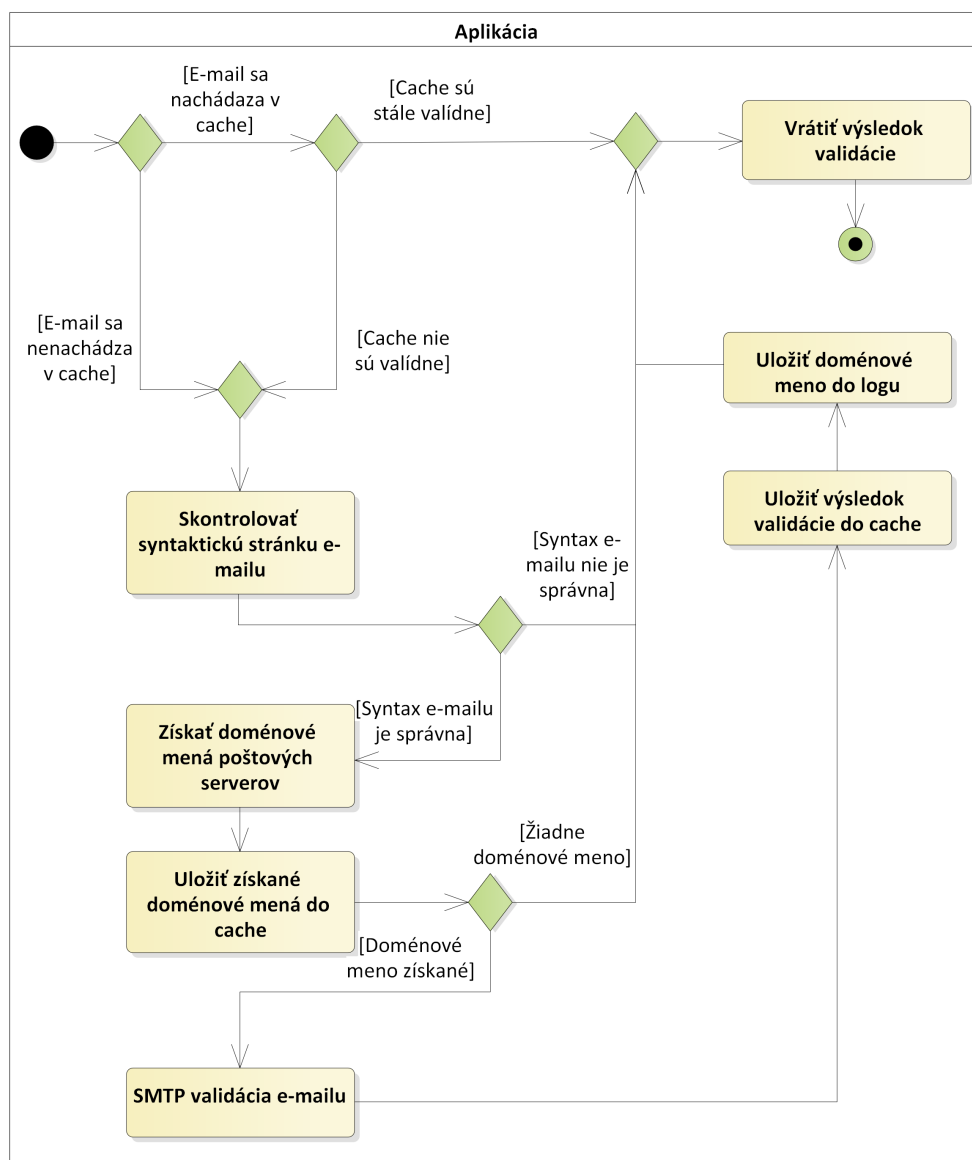 Aplikácia
[E-mail sa
nachádaza v
cache]
[Cache sú
stále valídne]
Vrátiť výsledok
validácie
[E-mail sa
nenachádza
v cache]
[Cache nie
sú valídne]
Uložiť doménové
meno do logu
Uložiť výsledok
validácie do cache
Skontrolovať
syntaktickú stránku e-
mailu
[Syntax e-
mailu nie je
správna]
[Syntax e-mailu
je správna]
Získať doménové
mená poštových
serverov
[Žiadne
doménové meno]
Uložiť získané
doménové mená do
cache
[Doménové
meno získané]
SMTP validácia e-mailu